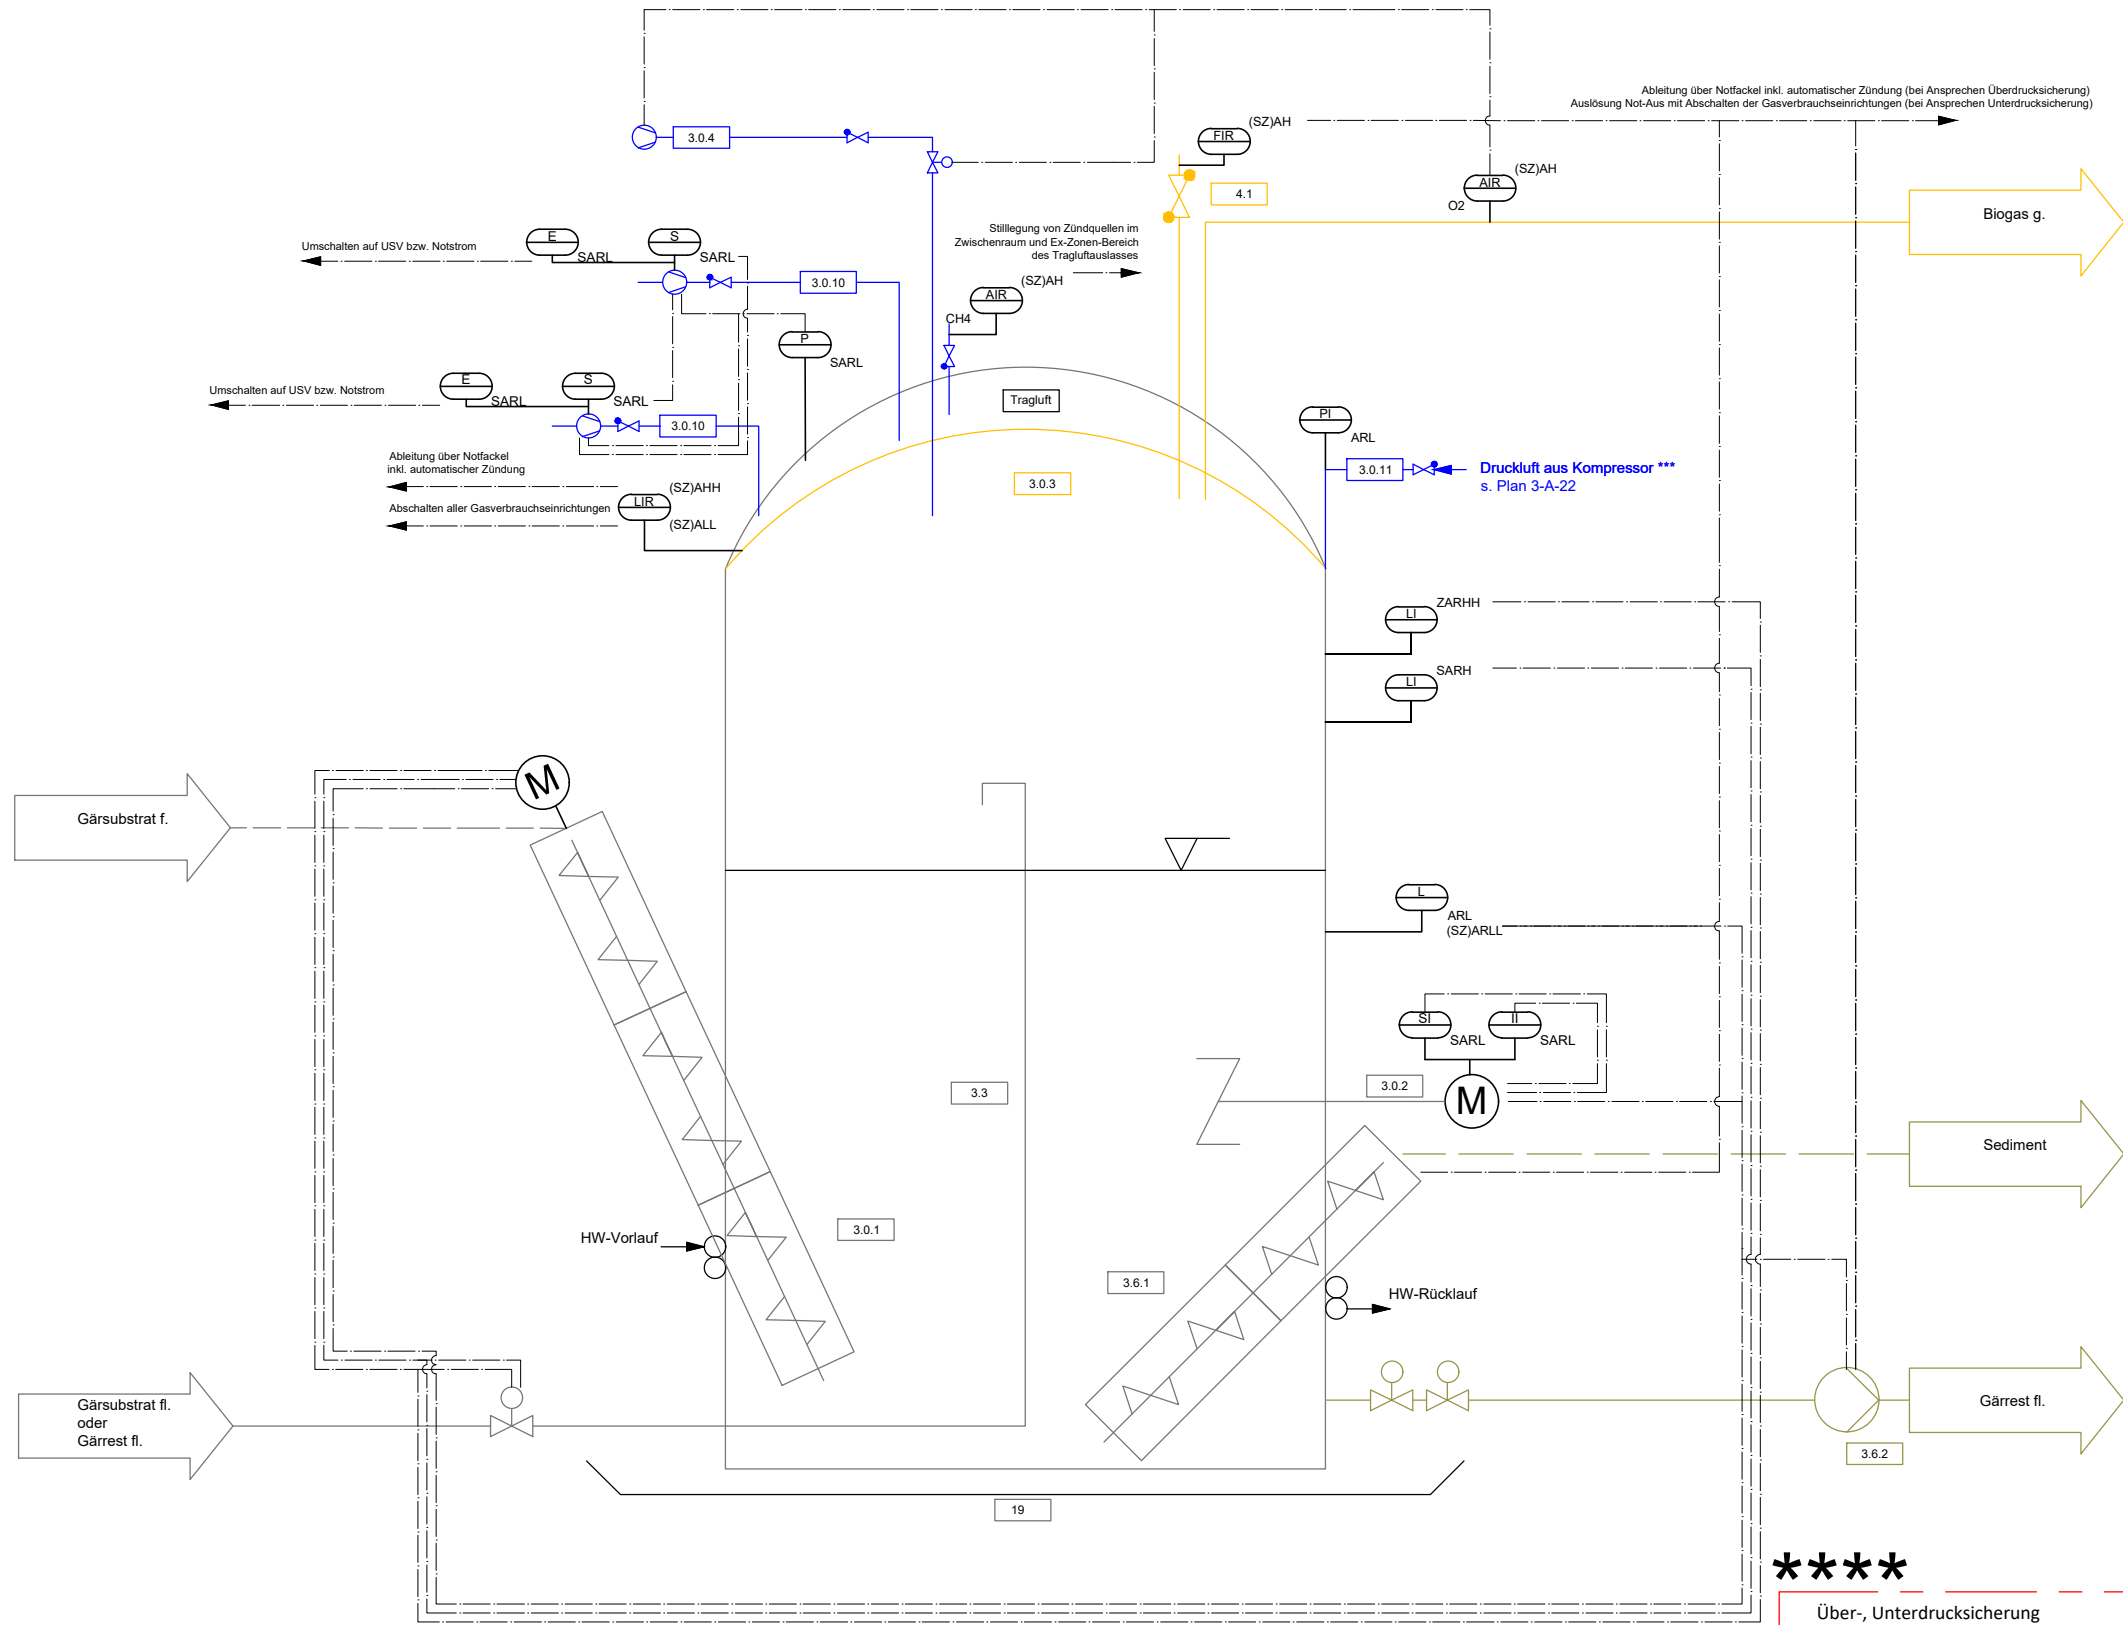 Ableitung über Notfackel inkl. automatischer Zündung (bei Ansprechen Überdrucksicherung)
Auslösung Not-Aus mit Abschalten der Gasverbrauchseinrichtungen (bei Ansprechen Unterdrucksicherung)
3.0.4
FIR
(SZ)AH
4.1
AIR
(SZ)AH
O2
Biogas g.
Umschalten auf USV bzw. Notstrom
E
SARL
S
SARL
3.0.10
Stilllegung von Zündquellen im
Zwischenraum und Ex-Zonen-Bereich
des Tragluftauslasses
(SZ)AH
AIR
CH4
P
SARL
Umschalten auf USV bzw. Notstrom
E
SARL
S
SARL
3.0.10
Tragluft
PI
ARL
3.0.11
Druckluft aus Kompressor ***
s. Plan 3-A-22
3.0.3
Ableitung über Notfackel
inkl. automatischer Zündung
(SZ)AHH
LIR
Abschalten aller Gasverbrauchseinrichtungen
(SZ)ALL
ZARHH
LI
SARH
LI
M
Gärsubstrat f.
L
ARL
(SZ)ARLL
SI
SARL
II
SARL
3.0.2
M
3.3
Sediment
3.0.1
HW-Vorlauf
3.6.1
HW-Rücklauf
Gärsubstrat fl.
oder
Gärrest fl.
Gärrest fl.
3.6.2
19
****
Über-, Unterdrucksicherung